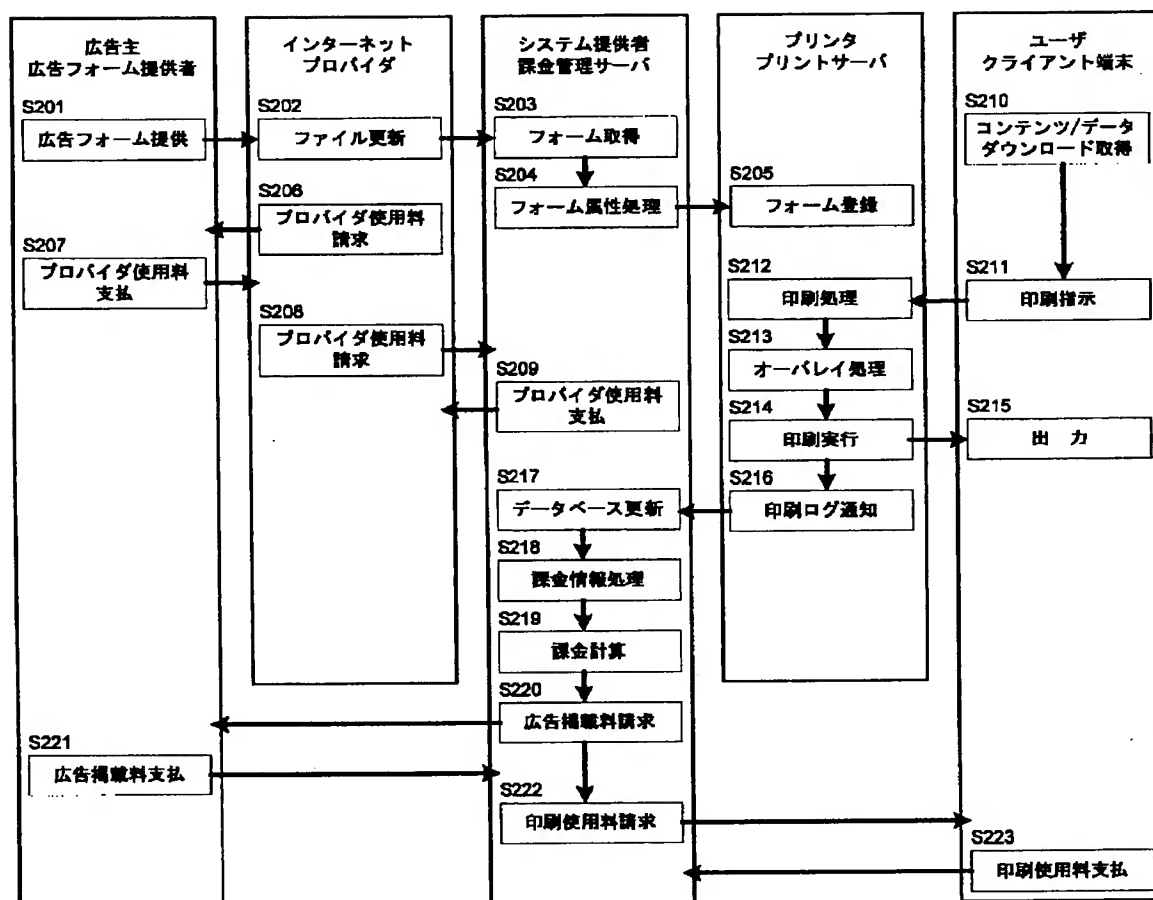 広告主
広告フォーム提供者
インターネット
プロバイダ
システム提供者
課金管理サーバ
プリンタ
プリントサーバ
ユーザ
クライアント端末
S201
広告フォーム提供
S202
ファイル更新
S203
フォーム取得
S210
コンテンツ/データ
ダウンロード取得
S204
フォーム属性処理
S205
フォーム登録
S206
プロバイダ使用料
請求
S207
プロバイダ使用料
支払
S212
印刷処理
S211
印刷指示
S208
プロバイダ使用料
請求
S213
オーバレイ処理
S209
プロバイダ使用料
支払
S214
印刷実行
S215
出 力
S217
データベース更新
S216
印刷ログ通知
S218
課金情報処理
S219
課金計算
S220
広告掲載料請求
S221
広告掲載料支払
S222
印刷使用料請求
S223
印刷使用料支払